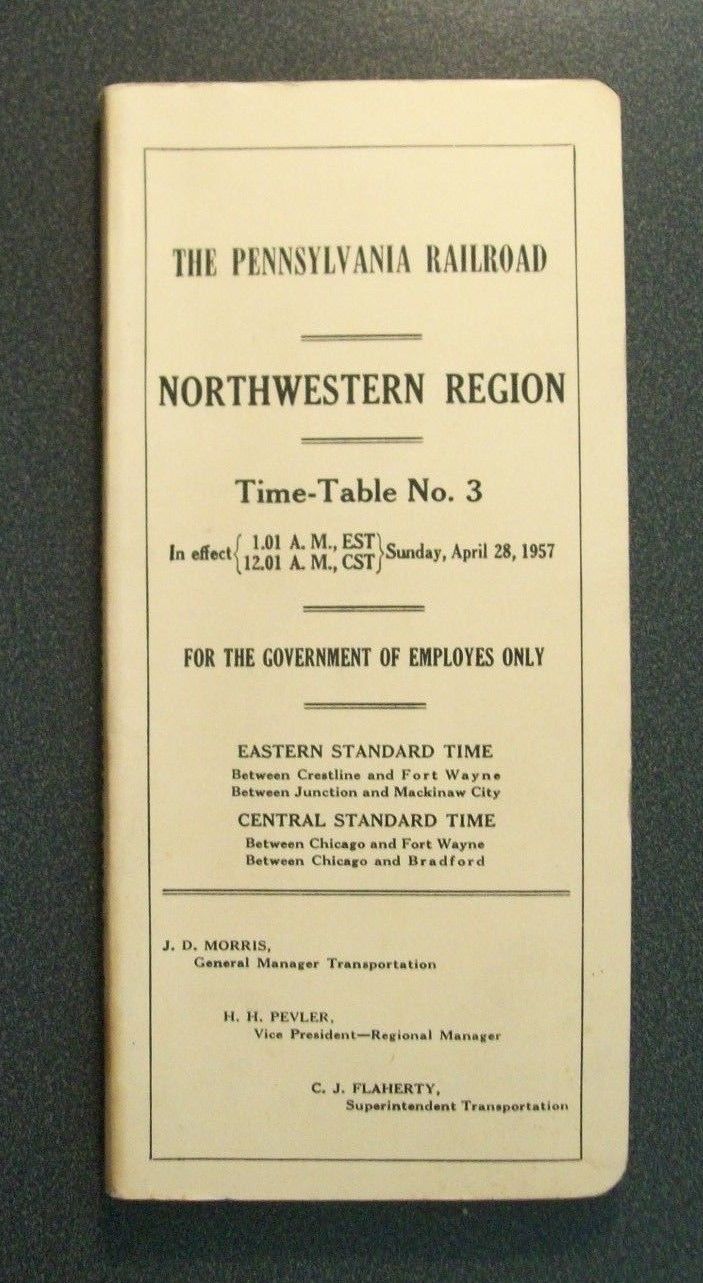 THE PENNSYLVANIA RAILROAD
NORTHWESTERN REGION
Time-Table No. 3
In effect { 1.01 A. M., EST } Sunday, April 28, 1957
{ 12.01 A. M., CST }
FOR THE GOVERNMENT OF EMPLOYES ONLY
EASTERN STANDARD TIME
Between Crestline and Fort Wayne
Between Junction and Mackinaw City
CENTRAL STANDARD TIME
Between Chicago and Fort Wayne
Between Chicago and Bradford
J. D. MORRIS,
General Manager Transportation
H. H. PEVLER,
Vice President—Regional Manager
C. J. FLAHERTY,
Superintendent Transportation